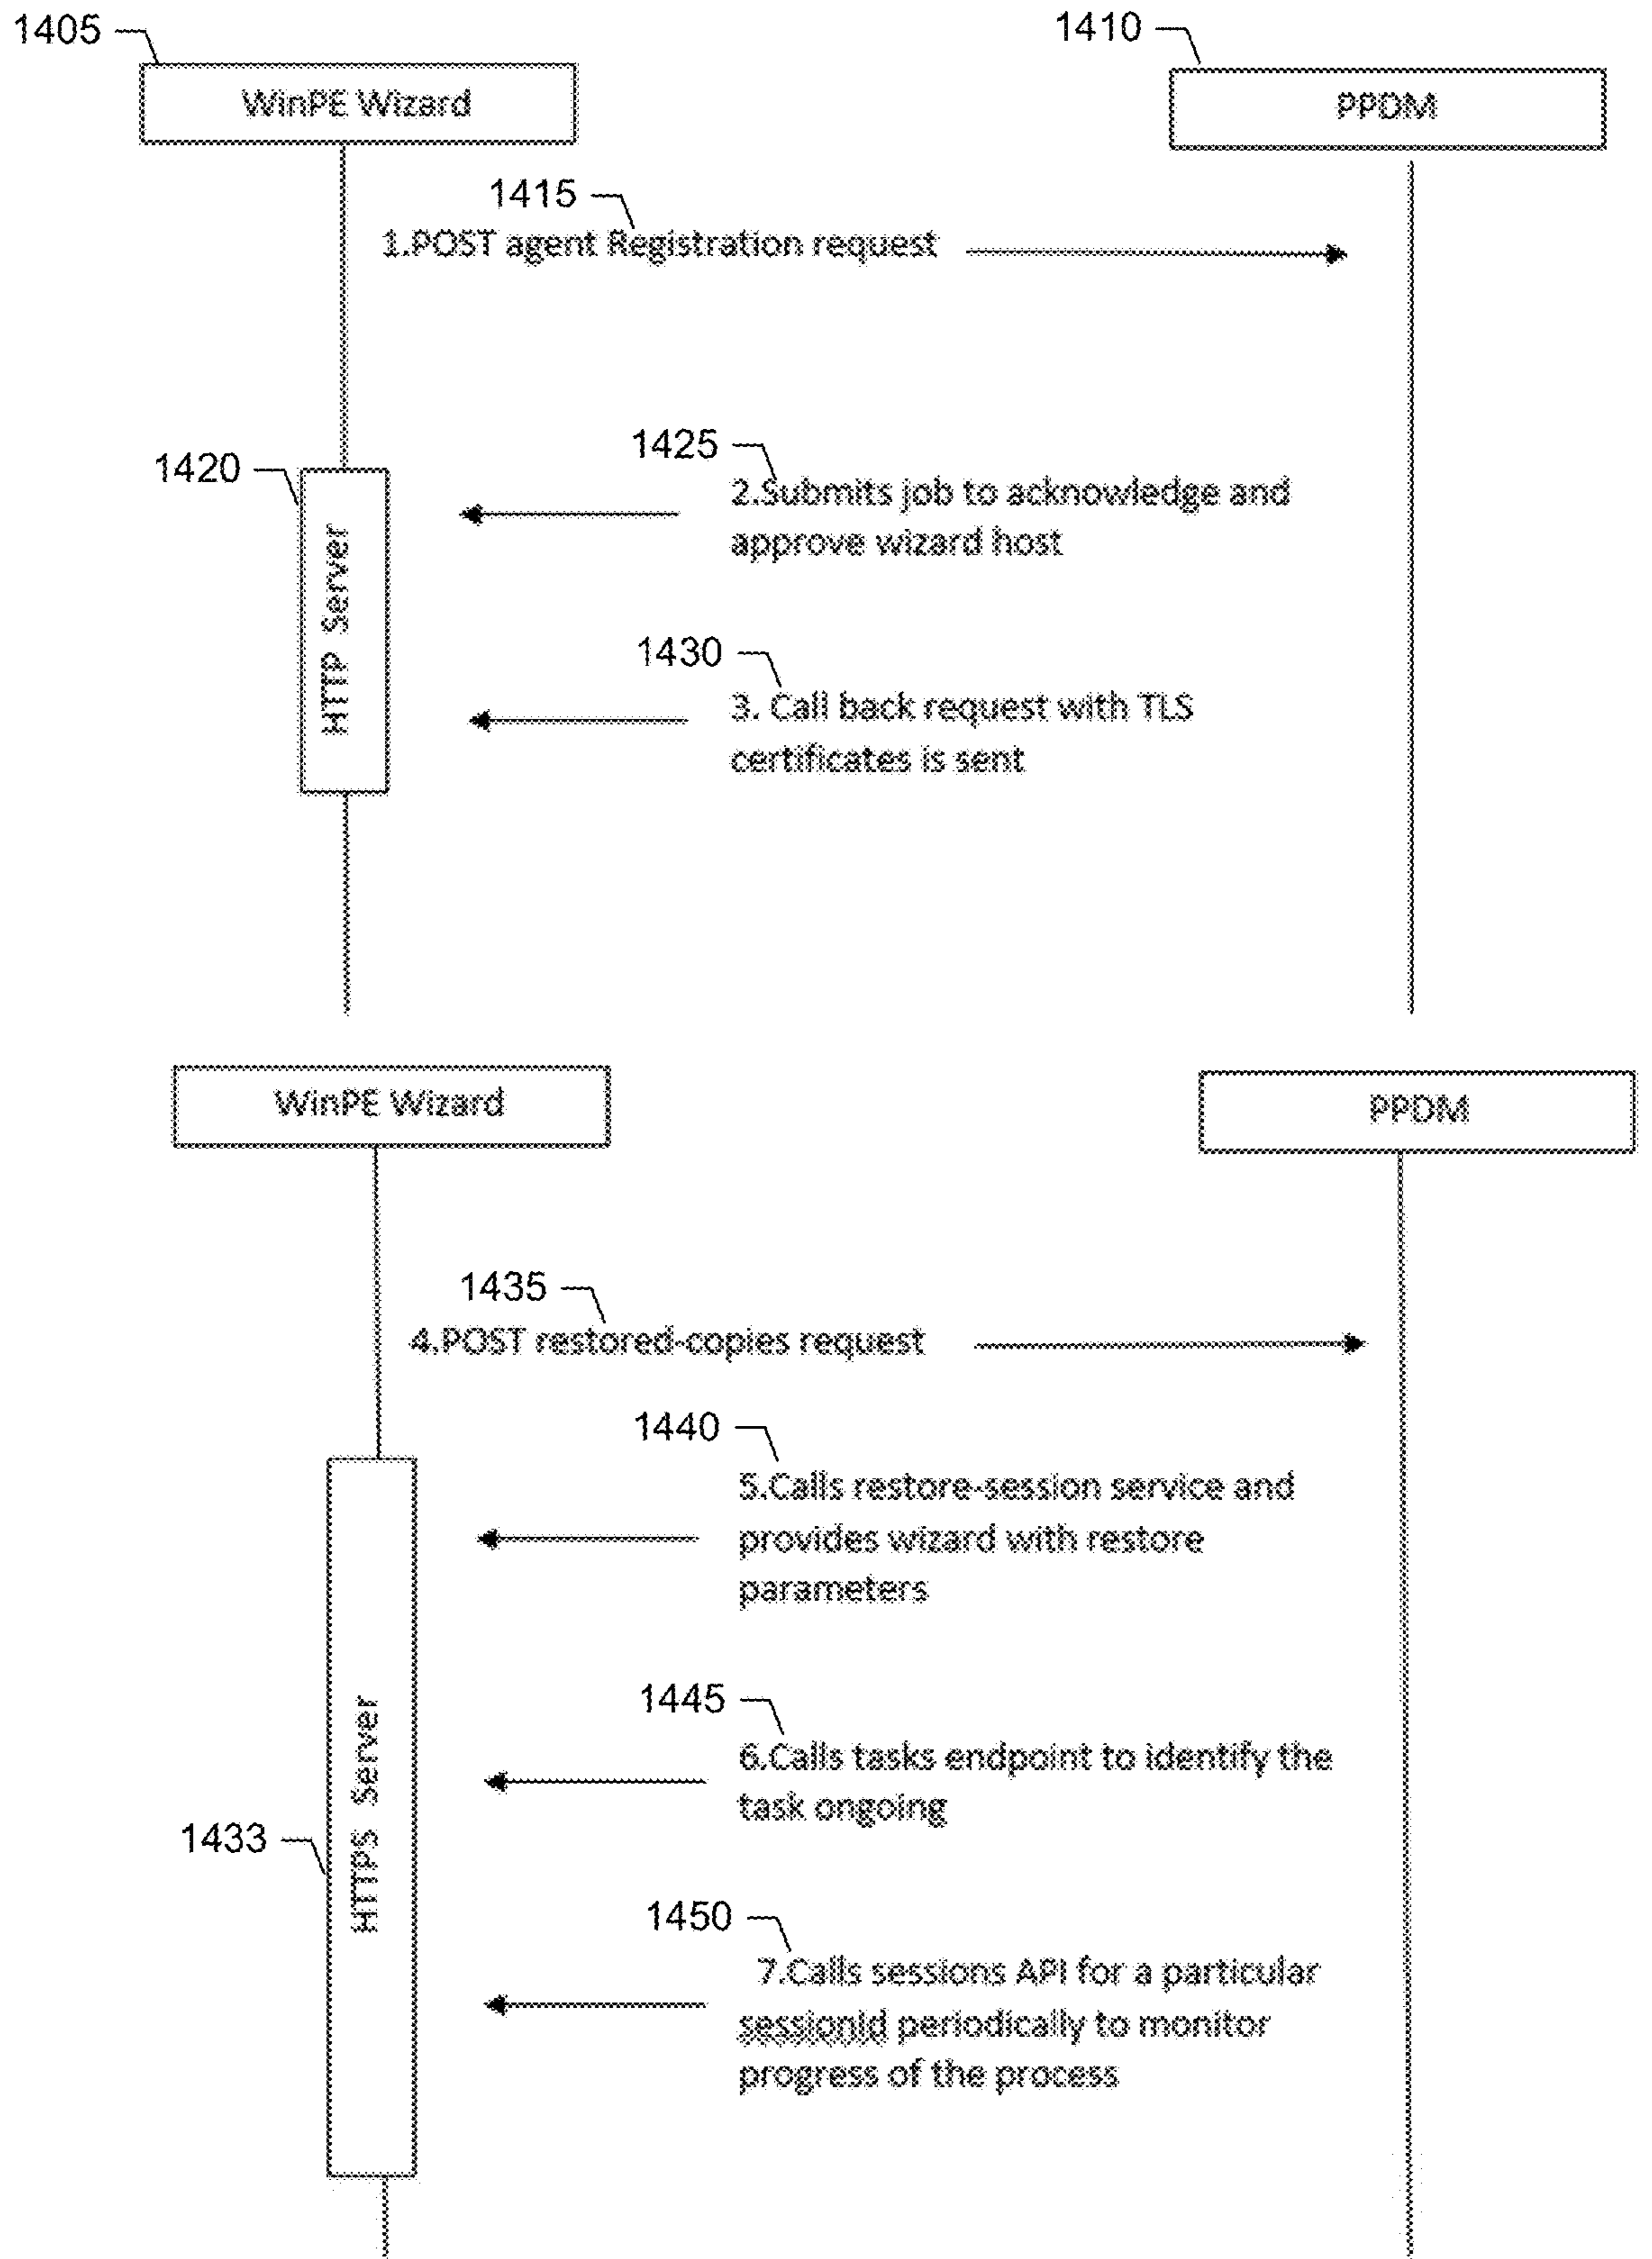 1405
1410
WinPE Wizard
PPDM
1415
1.POST agent Registration request
1420
1425
2.Submits job to acknowledge and
approve wizard host
HTTP Server
1430
3. Call back request with TLS
certificates is sent
WinPE Wizard
PPDM
1435
4.POST restored-copies request
1440
5.Calls restore-session service and
provides wizard with restore
parameters
1445
6.Calls tasks endpoint to identify the
task ongoing
HTTPS Server
1433
1450
7.Calls sessions API for a particular
sessionId periodically to monitor
progress of the process